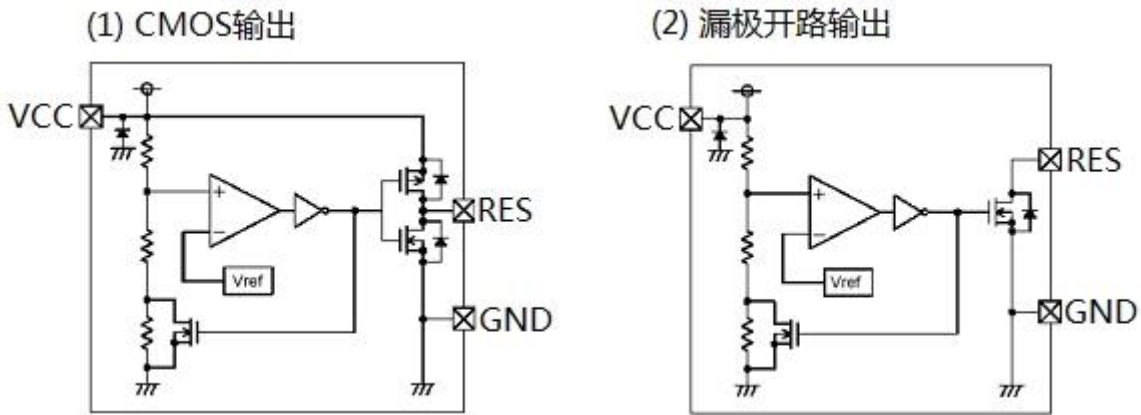 (1) CMOS输出
VCC
+
−
Vref
RES
GND
(2) 漏极开路输出
VCC
RES
+
−
Vref
GND